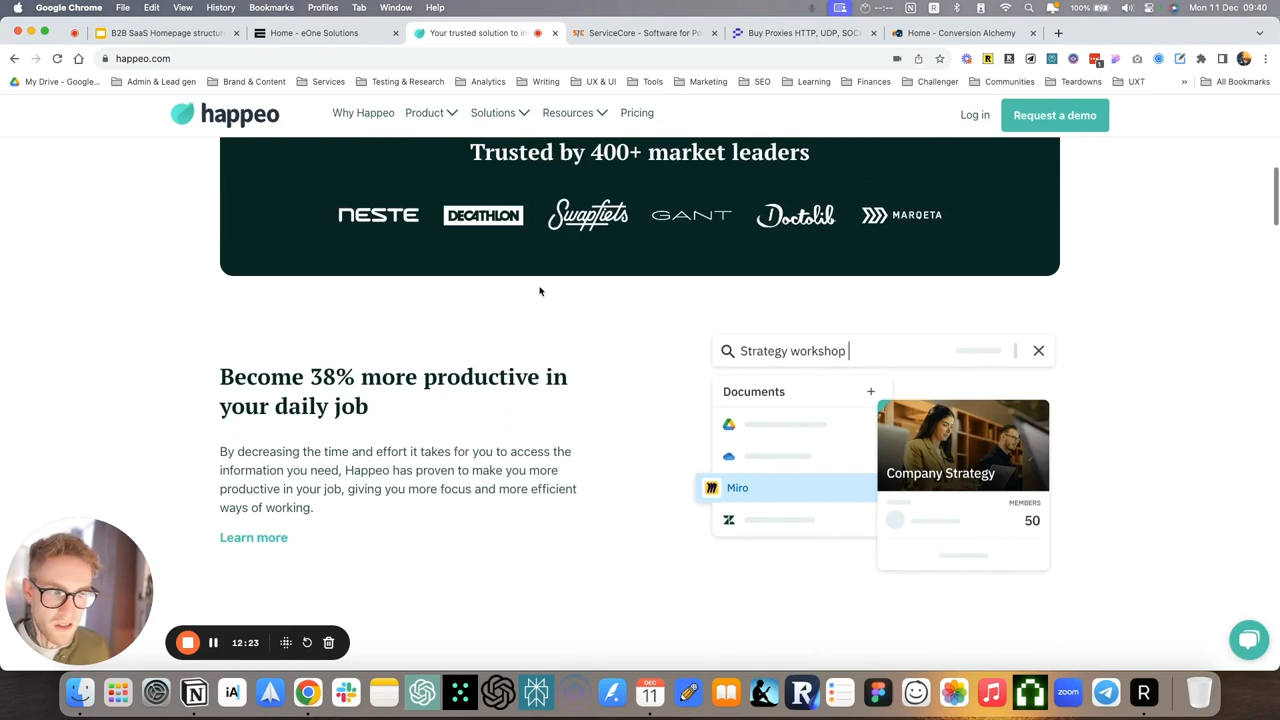 Google Chrome File Edit View History Bookmarks Profiles Tab Window Help 100% Mon 11 Dec 09:40
B2B SaaS Homepage structur
Home - eOne Solutions
Your trusted solution to in
ServiceCore - Software for Po
Buy Proxies HTTP, UDP, SOC
Home - Conversion Alchemy
happeo.com
My Drive - Google... Admin & Lead gen Brand & Content Services Testing & Research Analytics Writing UX & UI Tools Marketing SEO Learning Finances Challenger Communities Teardowns UXT » All Bookmarks
happeo Why Happeo Product Solutions Resources Pricing Log in Request a demo
Trusted by 400+ market leaders
NESTE DECATHLON Swapfiets GANT Doctolib MARQETA
Become 38% more productive in
your daily job
By decreasing the time and effort it takes for you to access the
information you need, Happeo has proven to make you more
productive in your job, giving you more focus and more efficient
ways of working.
Learn more
Strategy workshop
Documents +
Miro
Company Strategy
MEMBERS
50
12:23
iA
DEC
11
R
zoom
R